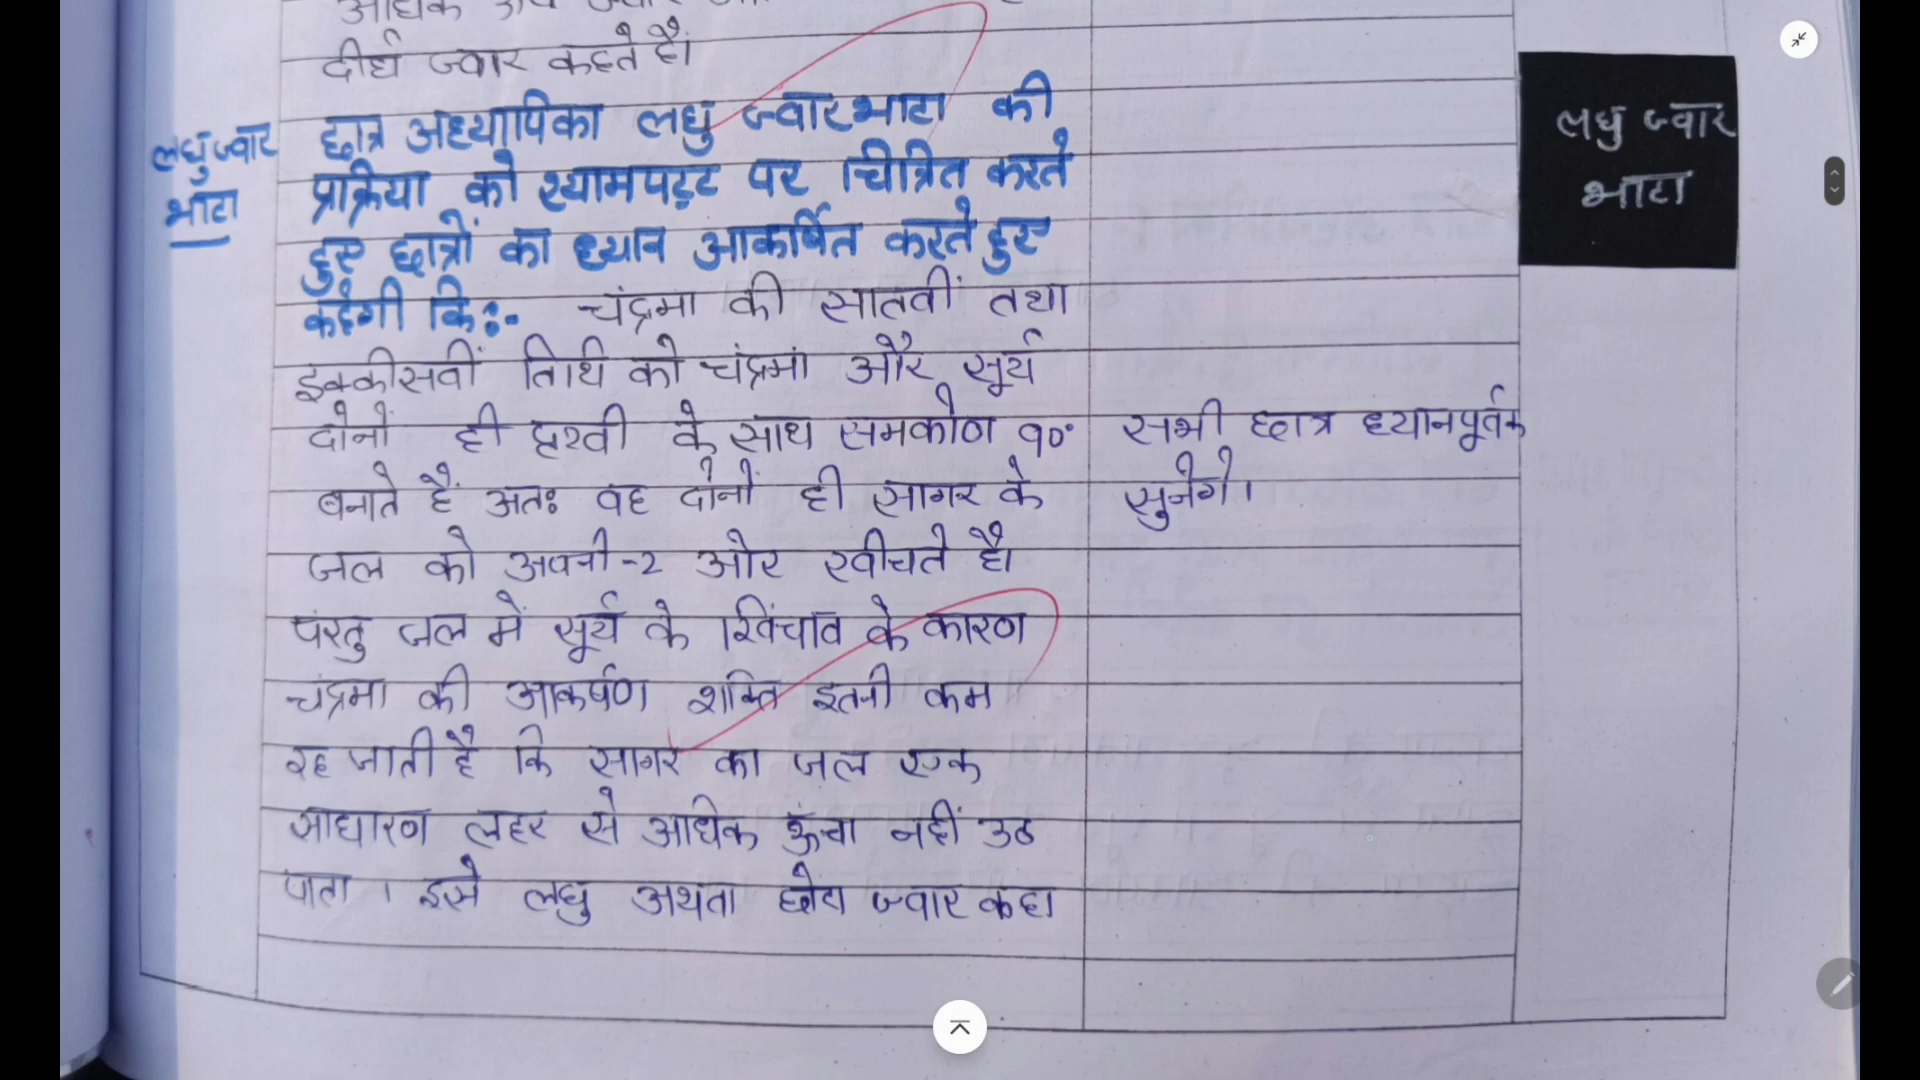 दीर्घ ज्वार कहते हैं।
लघु ज्वार
भाटा
छात्र अध्यापिका लघु ज्वारभाटा की
प्रक्रिया को श्यामपट्ट पर चित्रित करते
हुए छात्रों का ध्यान आकर्षित करते हुए
कहेगी कि:- चंद्रमा की सातवीं तथा
इक्कीसवीं तिथि को चंद्रमा और सूर्य
दोनों ही पृथ्वी के साथ समकोण 90°
बनाते हैं अतः वह दोनों ही सागर के
जल को अपनी-2 ओर खींचते है।
परंतु जल में सूर्य के खिंचाव के कारण
चंद्रमा की आकर्षण शक्ति इतनी कम
रह जाती है कि सागर का जल एक
साधारण लहर से अधिक ऊंचा नहीं उठ
पाता । इसे लघु अथवा छोटा ज्वार कहा
सभी छात्र ध्यानपूर्वक
सुनेगे।
लघु ज्वार
भाटा